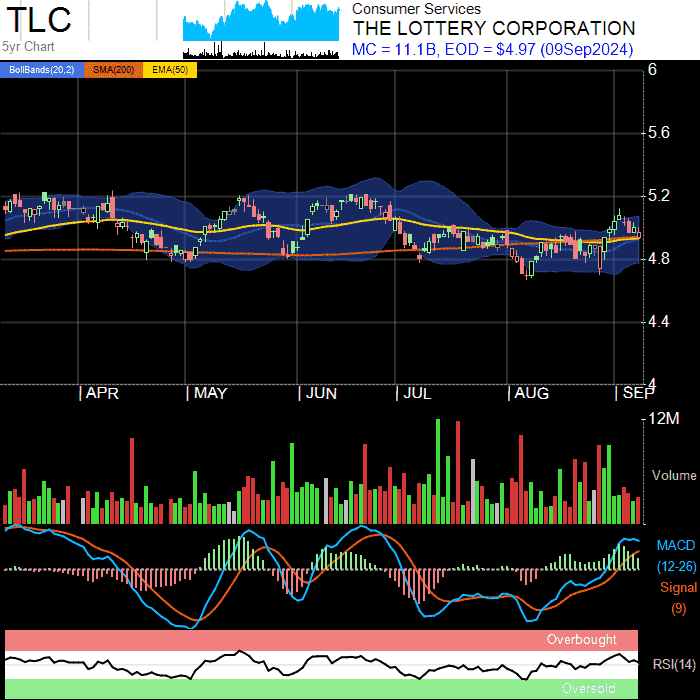 TLC
5yr Chart
Consumer Services
THE LOTTERY CORPORATION
MC = 11.1B, EOD = $4.97 (09Sep2024)
BollBands(20,2) SMA(200) EMA(50)
6
5.6
5.2
4.8
4.4
4
APR MAY JUN JUL AUG SEP
12M
Volume
MACD
(12-26)
Signal
(9)
Overbought
RSI(14)
Oversold